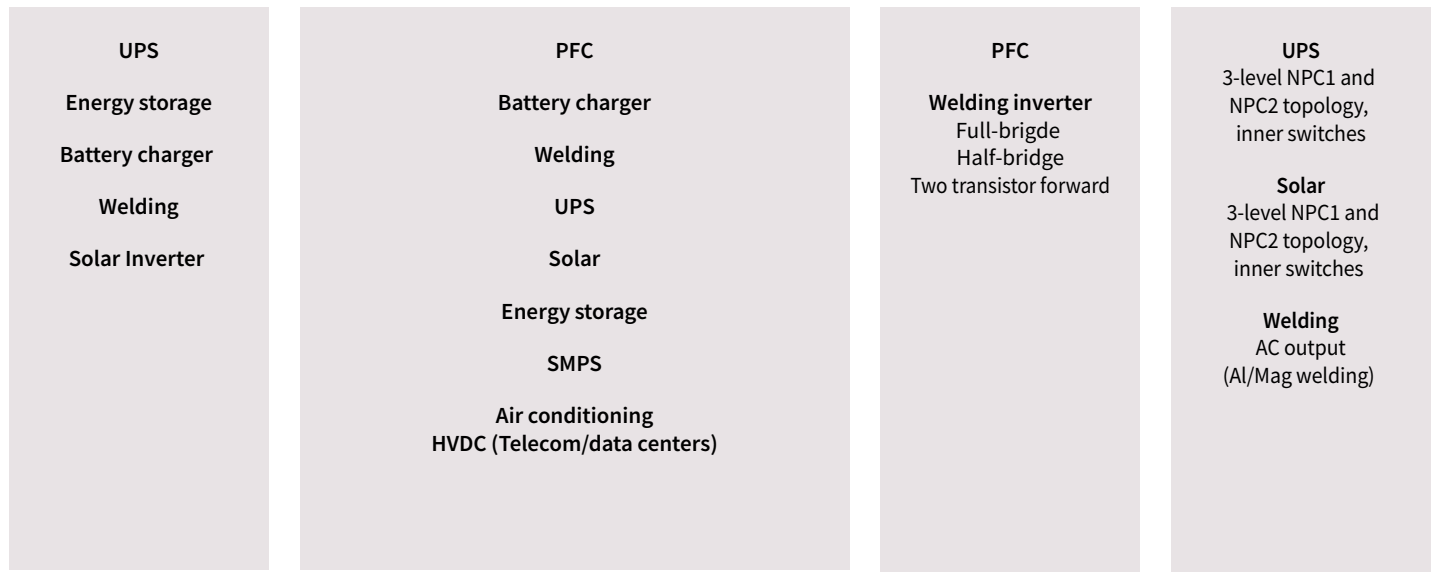 UPS
Energy storage
Battery charger
Welding
Solar Inverter
PFC
Battery charger
Welding
UPS
Solar
Energy storage
SMPS
Air conditioning
HVDC (Telecom/data centers)
PFC
Welding inverter
Full-brigde
Half-bridge
Two transistor forward
UPS
3-level NPC1 and
NPC2 topology,
inner switches
Solar
3-level NPC1 and
NPC2 topology,
inner switches
Welding
AC output
(Al/Mag welding)